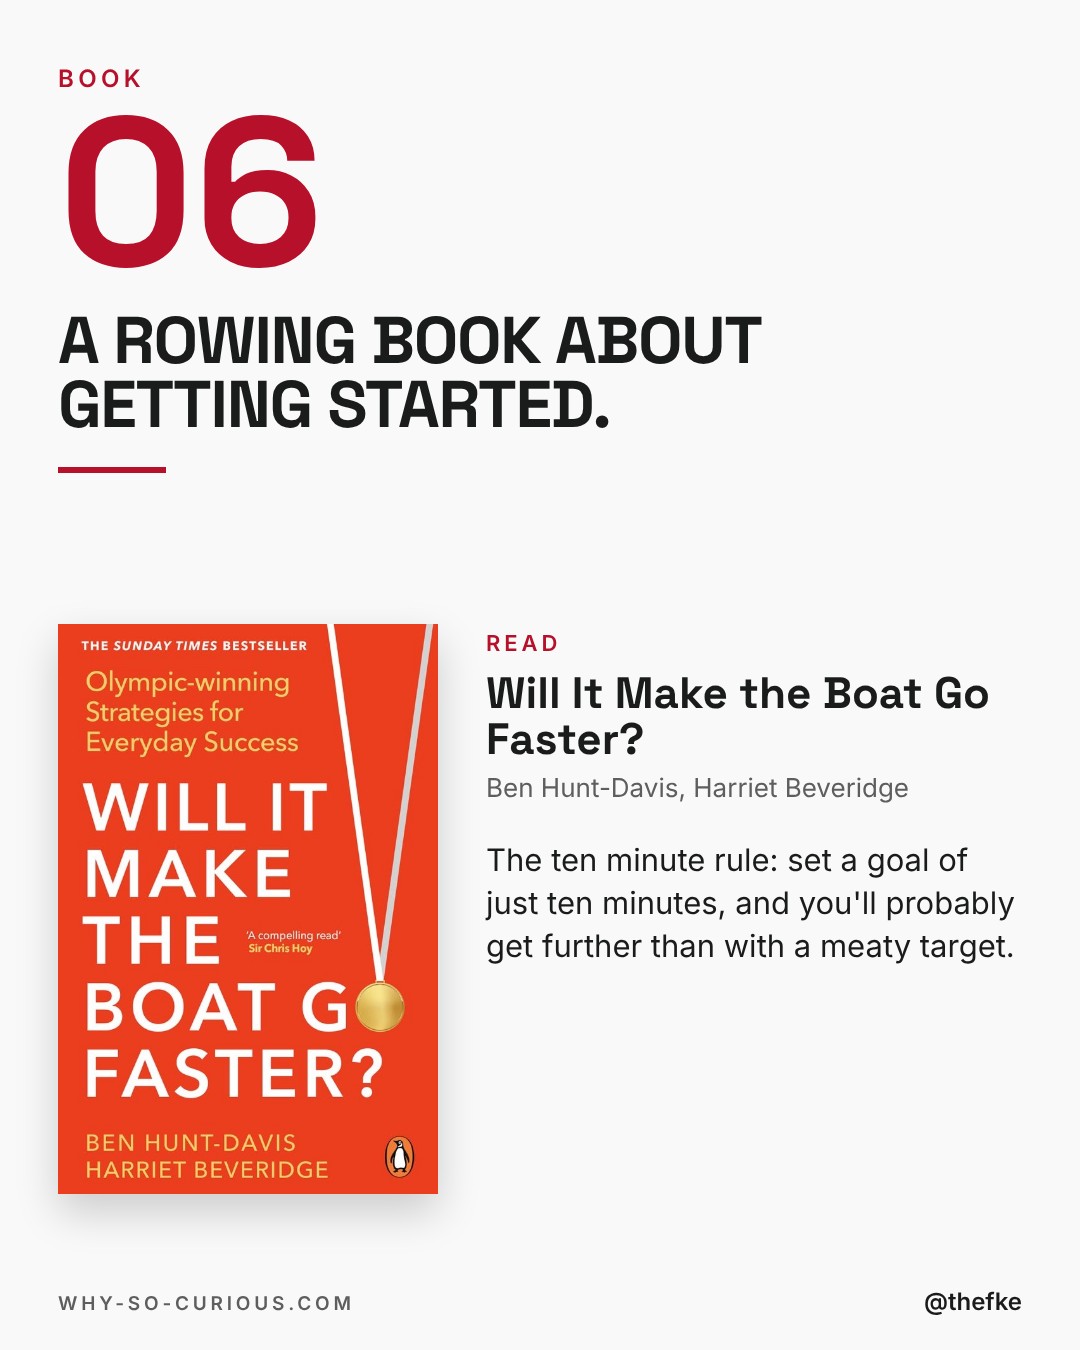 BOOK
06
A ROWING BOOK ABOUT
GETTING STARTED.
THE SUNDAY TIMES BESTSELLER
Olympic-winning
Strategies for
Everyday Success
WILL IT
MAKE
THE
'A compelling read'
Sir Chris Hoy
BOAT GO
FASTER?
BEN HUNT-DAVIS
HARRIET BEVERIDGE
READ
Will It Make the Boat Go
Faster?
Ben Hunt-Davis, Harriet Beveridge
The ten minute rule: set a goal of
just ten minutes, and you'll probably
get further than with a meaty target.
WHY-SO-CURIOUS.COM
@thefke